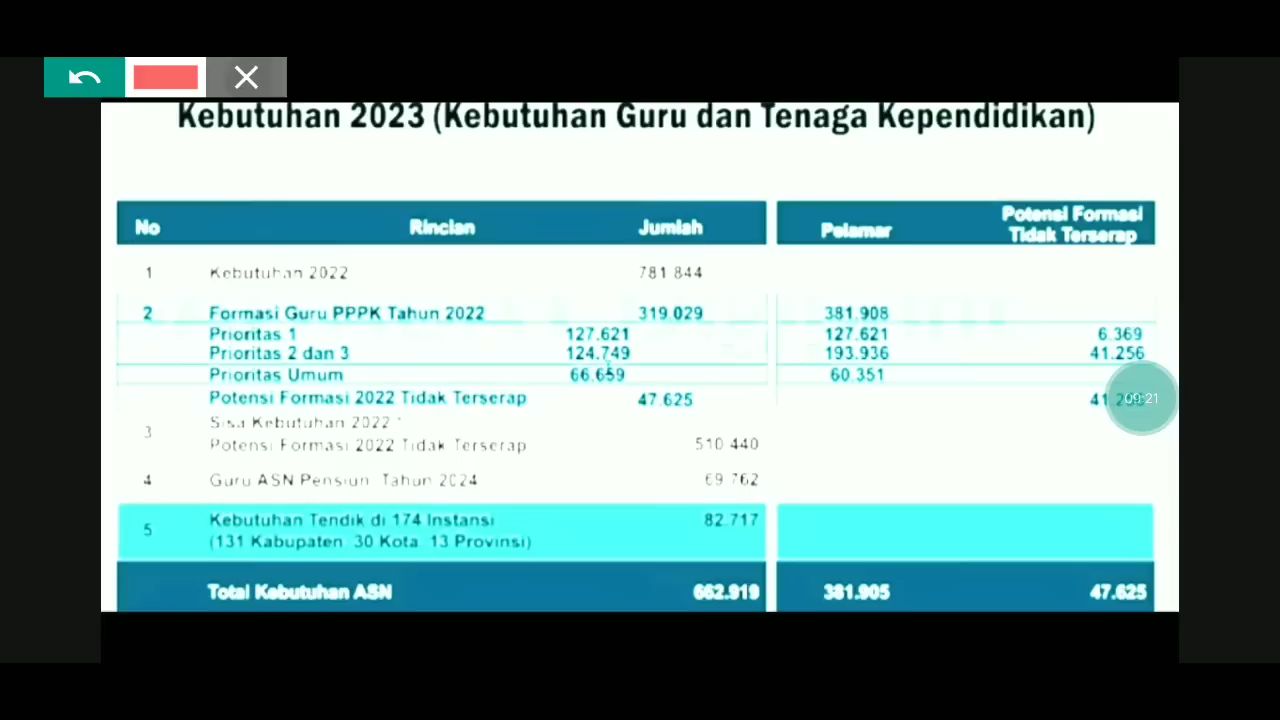 Kebutuhan 2023 (Kebutuhan Guru dan Tenaga Kependidikan)
No Rincian Jumlah Pelamar Potensi Formasi Tidak Terserap
1 Kebutuhan 2022 781 844
2 Formasi Guru PPPK Tahun 2022 319.029 381.908
Prioritas 1 127.621 127.621 6.369
Prioritas 2 dan 3 124.749 193.936 41.256
Prioritas Umum 66.659 60.351
Potensi Formasi 2022 Tidak Terserap 47.625
09:21
3 Sisa Kebutuhan 2022
Potensi Formasi 2022 Tidak Terserap 510 440
4 Guru ASN Pensiun Tahun 2024 69 762
5 Kebutuhan Tendik di 174 Instansi 82.717
(131 Kabupaten 30 Kota 13 Provinsi)
Total Kebutuhan ASN 662.919 381.905 47.625